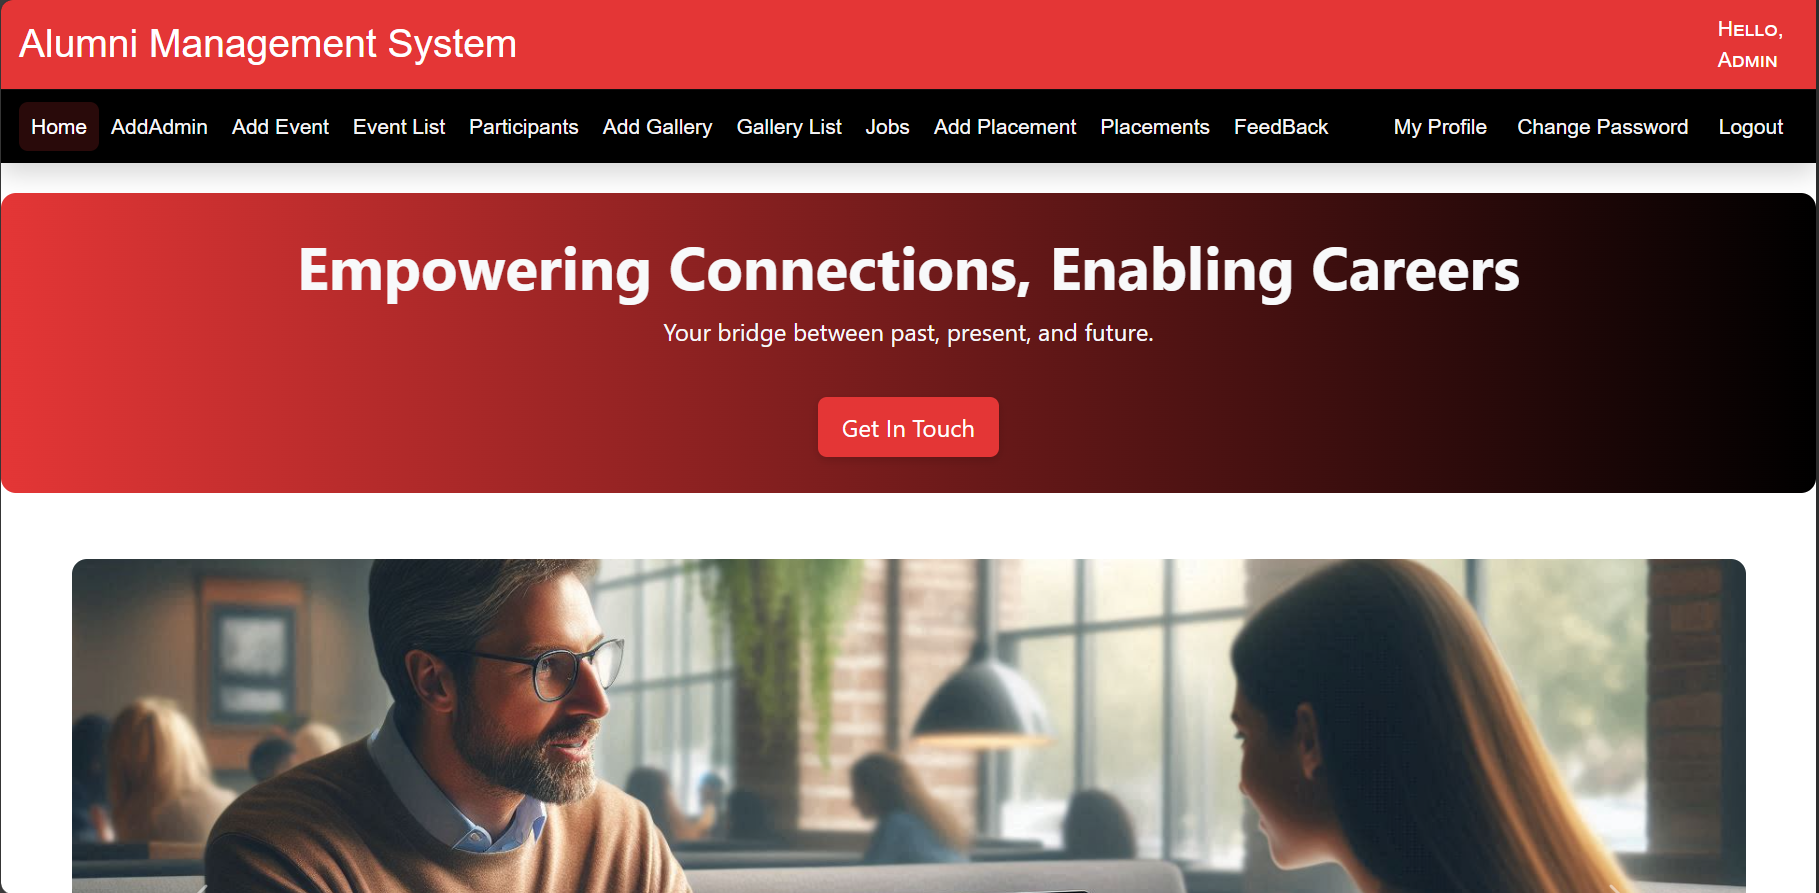 Alumni Management System
Hello,
Admin
Home AddAdmin Add Event Event List Participants Add Gallery Gallery List Jobs Add Placement Placements FeedBack My Profile Change Password Logout
Empowering Connections, Enabling Careers
Your bridge between past, present, and future.
Get In Touch